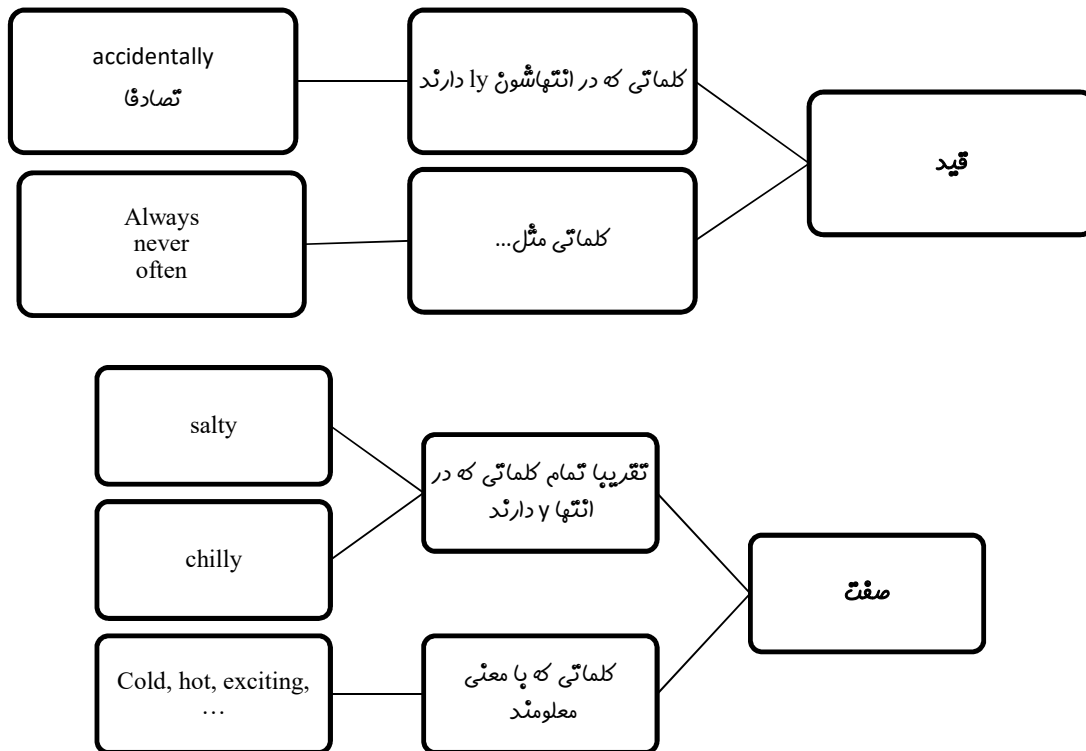 قید
کلماتی که در انتهاشون ly دارند
accidentally
تصادفا
کلماتی مثل...
Always
never
often
صفت
تقریبا تمام کلماتی که در
انتها y دارند
salty
chilly
کلماتی که با معنی
معلومند
Cold, hot, exciting,
…